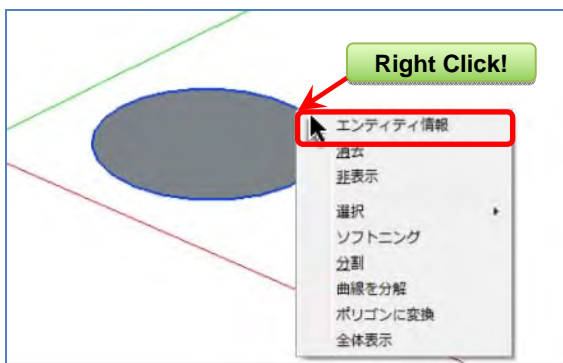 Right Click!
エンティティ情報
消去
非表示
選択
ソフトニング
分割
曲線を分解
ポリゴンに変換
全体表示